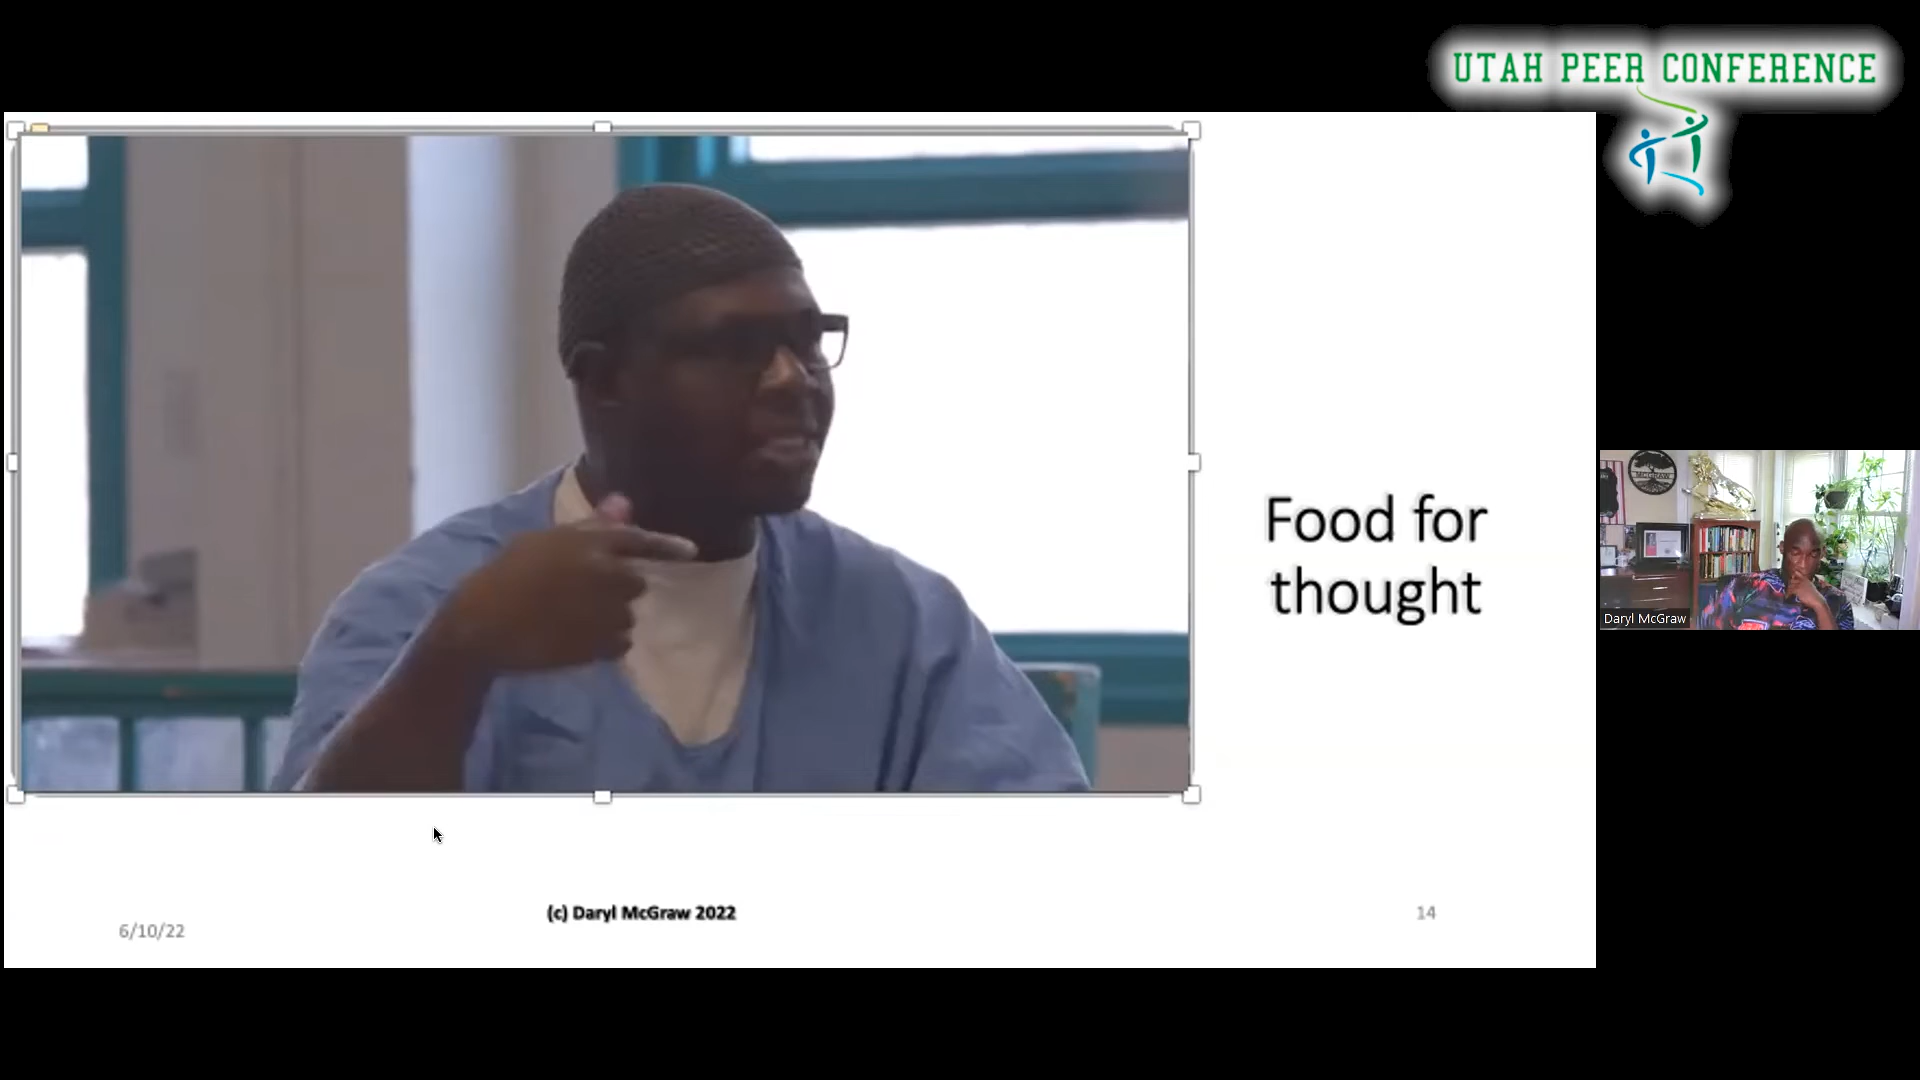 UTAH PEER CONFERENCE
Food for
thought
Daryl McGraw
(c) Daryl McGraw 2022
14
6/10/22